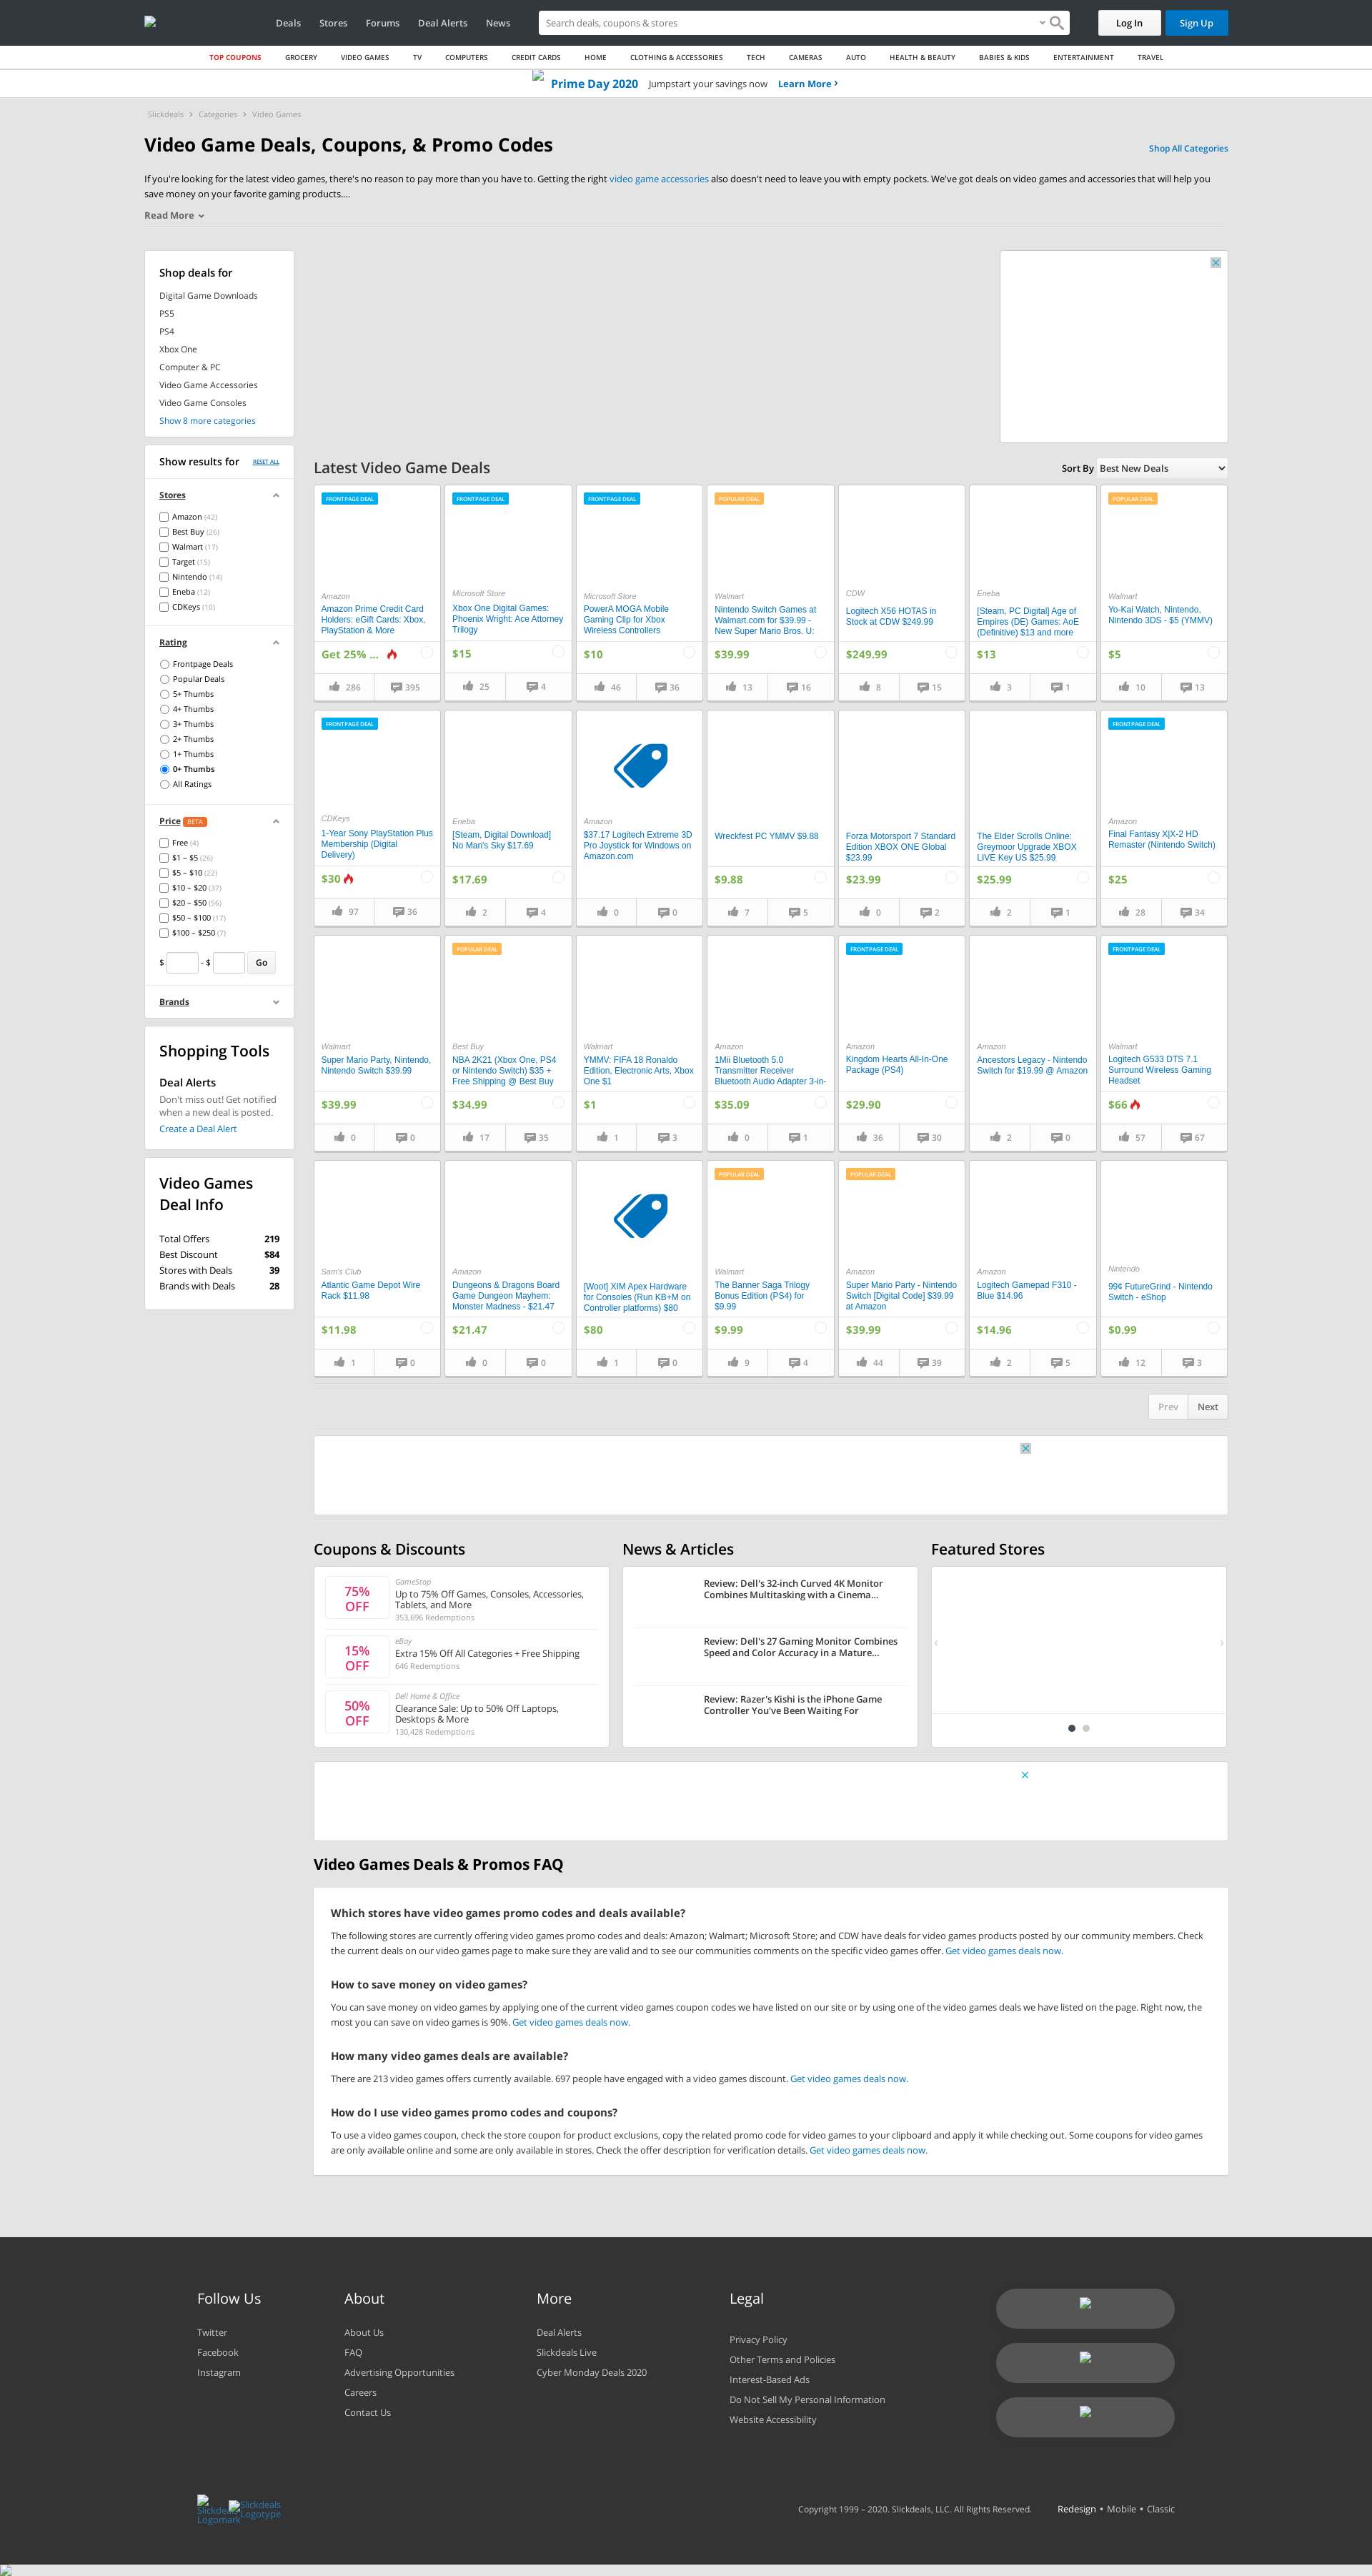 Deals
Stores
Forums
Deal Alerts
News
Search deals, coupons & stores
Log In
Sign Up
TOP COUPONS
GROCERY
VIDEO GAMES
TV
COMPUTERS
CREDIT CARDS
HOME
CLOTHING & ACCESSORIES
TECH
CAMERAS
AUTO
HEALTH & BEAUTY
BABIES & KIDS
ENTERTAINMENT
TRAVEL
Prime Day 2020 Jumpstart your savings now Learn More
Slickdeals > Categories > Video Games
Video Game Deals, Coupons, & Promo Codes
Shop All Categories
If you're looking for the latest video games, there's no reason to pay more than you have to. Getting the right video game accessories also doesn't need to leave you with empty pockets. We've got deals on video games and accessories that will help you
save money on your favorite gaming products....
Read More
Shop deals for
Digital Game Downloads
PS5
PS4
Xbox One
Computer & PC
Video Game Accessories
Video Game Consoles
Show 8 more categories
Show results for
RESET ALL
Stores
Amazon (42)
Best Buy (26)
Walmart (17)
Target (15)
Nintendo (14)
Eneba (12)
CDKeys (10)
Rating
Frontpage Deals
Popular Deals
5+ Thumbs
4+ Thumbs
3+ Thumbs
2+ Thumbs
1+ Thumbs
0+ Thumbs
All Ratings
Price BETA
Free (4)
$1 – $5 (26)
$5 – $10 (22)
$10 – $20 (37)
$20 – $50 (56)
$50 – $100 (17)
$100 – $250 (7)
$ - $ Go
Brands
Shopping Tools
Deal Alerts
Don't miss out! Get notified
when a new deal is posted.
Create a Deal Alert
Video Games
Deal Info
Total Offers 219
Best Discount $84
Stores with Deals 39
Brands with Deals 28
Latest Video Game Deals
Sort By Best New Deals
FRONTPAGE DEAL
Amazon
Amazon Prime Credit Card
Holders: eGift Cards: Xbox,
PlayStation & More
Get 25% ...
286
395
FRONTPAGE DEAL
Microsoft Store
Xbox One Digital Games:
Phoenix Wright: Ace Attorney
Trilogy
$15
25
4
FRONTPAGE DEAL
Microsoft Store
PowerA MOGA Mobile
Gaming Clip for Xbox
Wireless Controllers
$10
46
36
POPULAR DEAL
Walmart
Nintendo Switch Games at
Walmart.com for $39.99 -
New Super Mario Bros. U:
$39.99
13
16
CDW
Logitech X56 HOTAS in
Stock at CDW $249.99
$249.99
8
15
Eneba
[Steam, PC Digital] Age of
Empires (DE) Games: AoE
(Definitive) $13 and more
$13
3
1
POPULAR DEAL
Walmart
Yo-Kai Watch, Nintendo,
Nintendo 3DS - $5 (YMMV)
$5
10
13
FRONTPAGE DEAL
CDKeys
1-Year Sony PlayStation Plus
Membership (Digital
Delivery)
$30
97
36
Eneba
[Steam, Digital Download]
No Man's Sky $17.69
$17.69
2
4
Amazon
$37.17 Logitech Extreme 3D
Pro Joystick for Windows on
Amazon.com
0
0
Wreckfest PC YMMV $9.88
$9.88
7
5
Forza Motorsport 7 Standard
Edition XBOX ONE Global
$23.99
$23.99
0
2
The Elder Scrolls Online:
Greymoor Upgrade XBOX
LIVE Key US $25.99
$25.99
2
1
FRONTPAGE DEAL
Amazon
Final Fantasy X|X-2 HD
Remaster (Nintendo Switch)
$25
28
34
Walmart
Super Mario Party, Nintendo,
Nintendo Switch $39.99
$39.99
0
0
POPULAR DEAL
Best Buy
NBA 2K21 (Xbox One, PS4
or Nintendo Switch) $35 +
Free Shipping @ Best Buy
$34.99
17
35
Walmart
YMMV: FIFA 18 Ronaldo
Edition, Electronic Arts, Xbox
One $1
$1
1
3
Amazon
1Mii Bluetooth 5.0
Transmitter Receiver
Bluetooth Audio Adapter 3-in-
$35.09
0
1
FRONTPAGE DEAL
Amazon
Kingdom Hearts All-In-One
Package (PS4)
$29.90
36
30
Amazon
Ancestors Legacy - Nintendo
Switch for $19.99 @ Amazon
2
0
FRONTPAGE DEAL
Walmart
Logitech G533 DTS 7.1
Surround Wireless Gaming
Headset
$66
57
67
Sam's Club
Atlantic Game Depot Wire
Rack $11.98
$11.98
1
0
Amazon
Dungeons & Dragons Board
Game Dungeon Mayhem:
Monster Madness - $21.47
$21.47
0
0
[Woot] XIM Apex Hardware
for Consoles (Run KB+M on
Controller platforms) $80
$80
1
0
POPULAR DEAL
Walmart
The Banner Saga Trilogy
Bonus Edition (PS4) for
$9.99
$9.99
9
4
POPULAR DEAL
Amazon
Super Mario Party - Nintendo
Switch [Digital Code] $39.99
at Amazon
$39.99
44
39
Amazon
Logitech Gamepad F310 -
Blue $14.96
$14.96
2
5
Nintendo
99¢ FutureGrind - Nintendo
Switch - eShop
$0.99
12
3
Prev
Next
Coupons & Discounts
75%
OFF
GameStop
Up to 75% Off Games, Consoles, Accessories,
Tablets, and More
353,696 Redemptions
15%
OFF
eBay
Extra 15% Off All Categories + Free Shipping
646 Redemptions
50%
OFF
Dell Home & Office
Clearance Sale: Up to 50% Off Laptops,
Desktops & More
130,428 Redemptions
News & Articles
Review: Dell's 32-inch Curved 4K Monitor
Combines Multitasking with a Cinema...
Review: Dell's 27 Gaming Monitor Combines
Speed and Color Accuracy in a Mature...
Review: Razer's Kishi is the iPhone Game
Controller You've Been Waiting For
Featured Stores
Video Games Deals & Promos FAQ
Which stores have video games promo codes and deals available?
The following stores are currently offering video games promo codes and deals: Amazon; Walmart; Microsoft Store; and CDW have deals for video games products posted by our community members. Check
the current deals on our video games page to make sure they are valid and to see our communities comments on the specific video games offer. Get video games deals now.
How to save money on video games?
You can save money on video games by applying one of the current video games coupon codes we have listed on our site or by using one of the video games deals we have listed on the page. Right now, the
most you can save on video games is 90%. Get video games deals now.
How many video games deals are available?
There are 213 video games offers currently available. 697 people have engaged with a video games discount. Get video games deals now.
How do I use video games promo codes and coupons?
To use a video games coupon, check the store coupon for product exclusions, copy the related promo code for video games to your clipboard and apply it while checking out. Some coupons for video games
are only available online and some are only available in stores. Check the offer description for verification details. Get video games deals now.
Follow Us
Twitter
Facebook
Instagram
About
About Us
FAQ
Advertising Opportunities
Careers
Contact Us
More
Deal Alerts
Slickdeals Live
Cyber Monday Deals 2020
Legal
Privacy Policy
Other Terms and Policies
Interest-Based Ads
Do Not Sell My Personal Information
Website Accessibility
Slickdeals
Logomark
Slickdeals
Logotype
Copyright 1999 – 2020. Slickdeals, LLC. All Rights Reserved.
Redesign • Mobile • Classic